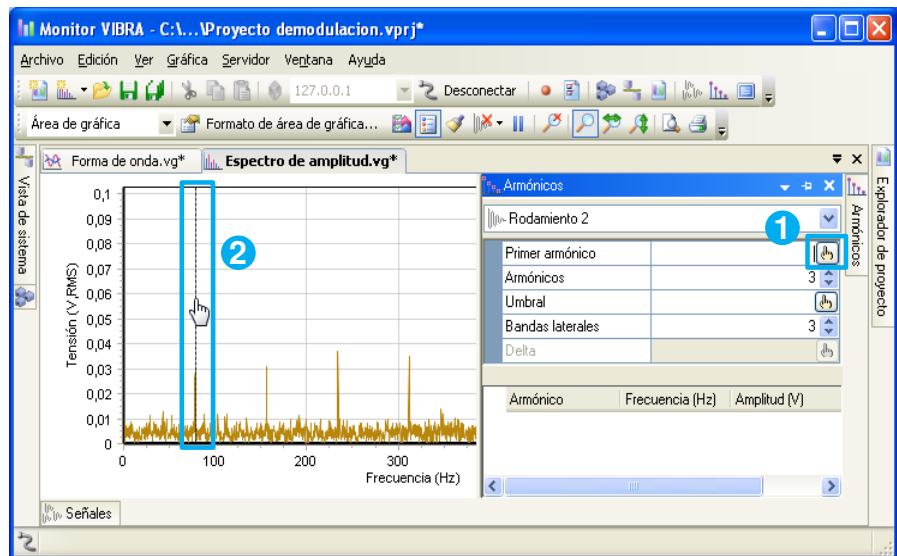 Monitor VIBRA - C:\...\Proyecto demodulacion.vprj*
Archivo Edición Ver Gráfica Servidor Ventana Ayuda
127.0.0.1 Desconectar
Área de gráfica Formato de área de gráfica...
Forma de onda.vg* Espectro de amplitud.vg*
Vista de sistema
0,1
0,09
0,08
0,07
0,06
0,05
0,04
0,03
0,02
0,01
0
Tensión (V,RMS)
0 100 200 300
Frecuencia (Hz)
2
Armónicos
Rodamiento 2
1
Primer armónico
Armónicos 3
Umbral
Bandas laterales 3
Delta
Armónico Frecuencia (Hz) Amplitud (V)
Armónicos
Explorador de proyecto
Señales